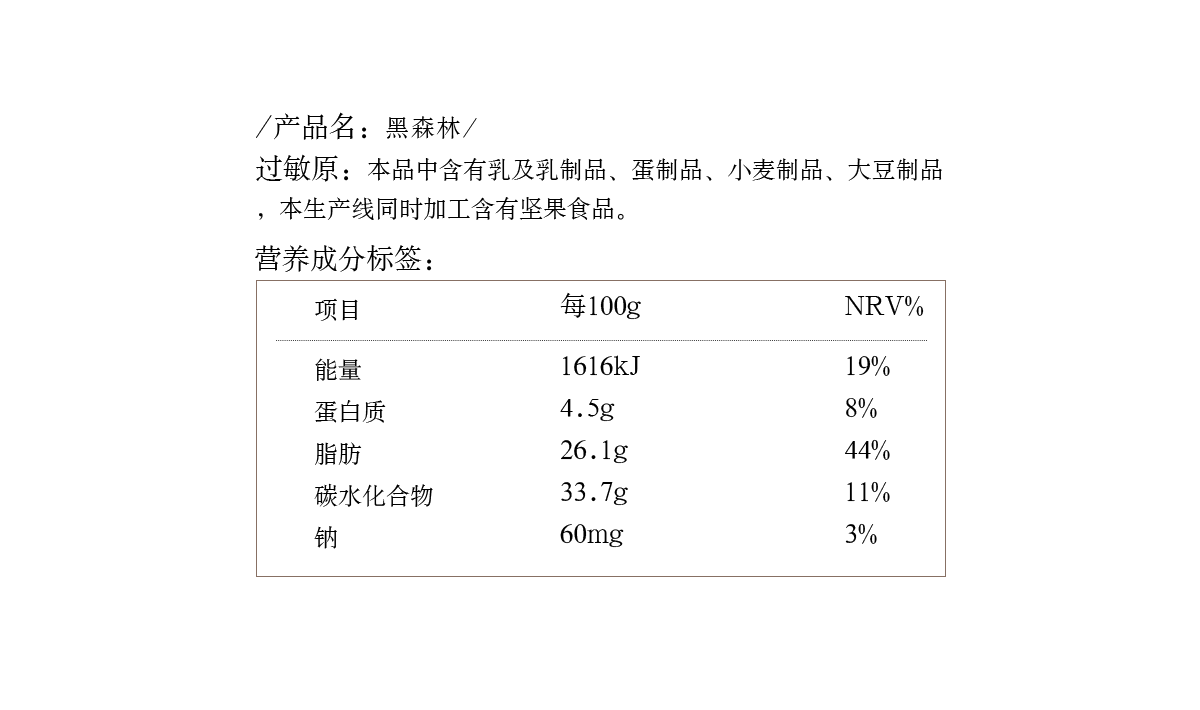 /产品名：黑森林/
过敏原：本品中含有乳及乳制品、蛋制品、小麦制品、大豆制品
，本生产线同时加工含有坚果食品。
营养成分标签：
项目 每100g NRV%
能量 1616kJ 19%
蛋白质 4.5g 8%
脂肪 26.1g 44%
碳水化合物 33.7g 11%
钠 60mg 3%